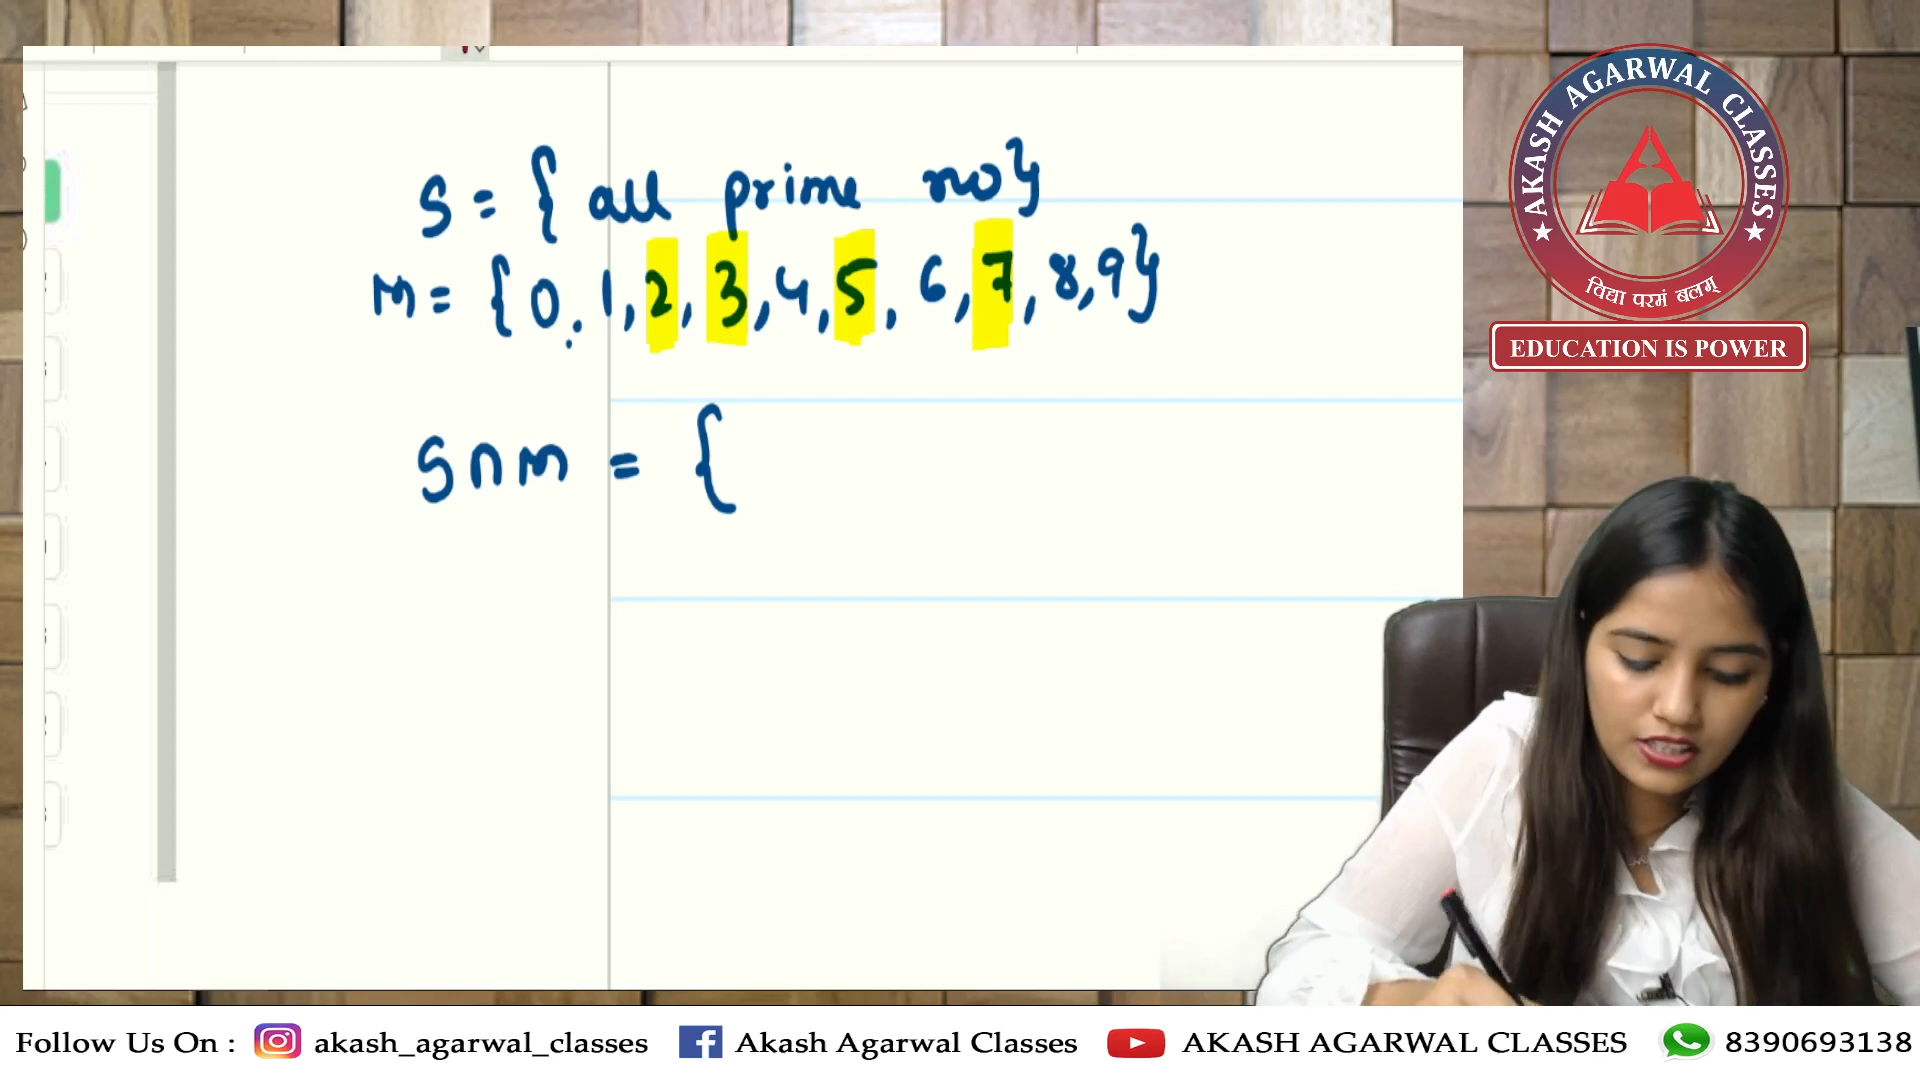 S = { all prime no}
m = {0, 1, 2, 3, 4, 5, 6, 7, 8, 9}
S ∩ m = {
AKASH AGARWAL CLASSES
विद्या परमं बलम्
EDUCATION IS POWER
Follow Us On : akash_agarwal_classes Akash Agarwal Classes AKASH AGARWAL CLASSES 8390693138